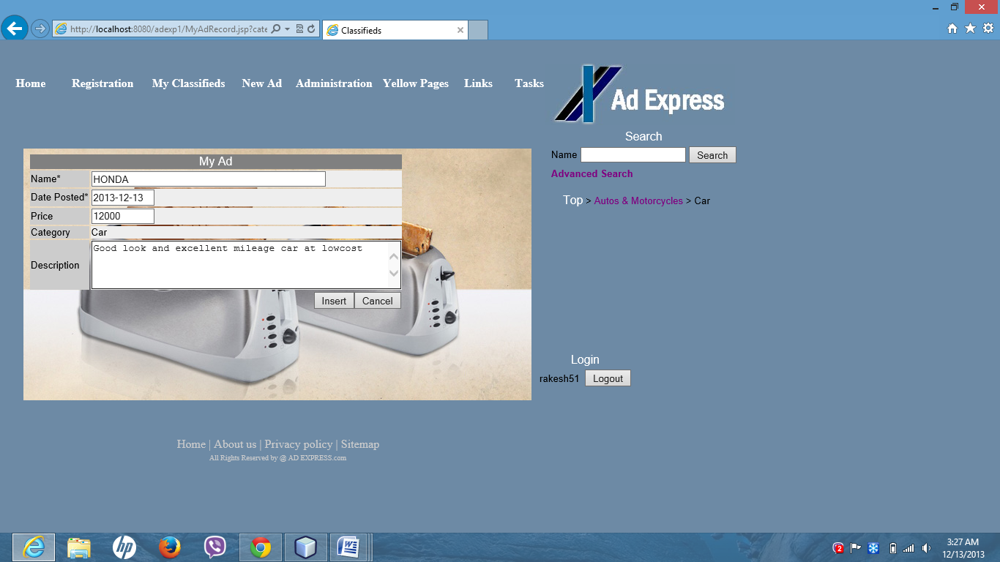 http://localhost:8080/adexp1/MyAdRecord.jsp?cate
Classifieds
Home Registration My Classifieds New Ad Administration Yellow Pages Links Tasks
Ad Express
Search
Name Search
Advanced Search
Top > Autos & Motorcycles > Car
My Ad
Name* HONDA
Date Posted* 2013-12-13
Price 12000
Category Car
Description Good look and excellent mileage car at lowcost
Insert Cancel
Login
rakesh51 Logout
Home | About us | Privacy policy | Sitemap
All Rights Reserved by @ AD EXPRESS.com
hp
W
2
3:27 AM
12/13/2013